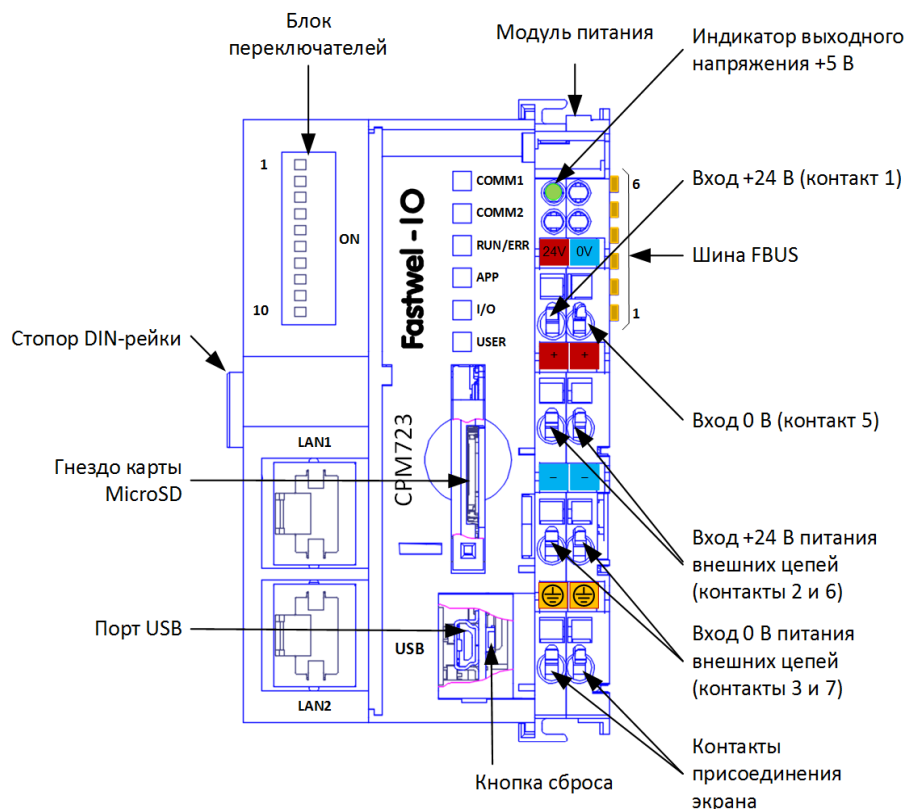 Блок
переключателей
Модуль питания
Индикатор выходного
напряжения +5 В
1
10
ON
COMM1
COMM2
RUN/ERR
APP
I/O
USER
Fastwel - IO
6
1
24V
0V
Вход +24 В (контакт 1)
Шина FBUS
+
+
Стопор DIN-рейки
Вход 0 В (контакт 5)
LAN1
CPM723
Гнездо карты
MicroSD
−
−
Вход +24 В питания
внешних цепей
(контакты 2 и 6)
Порт USB
USB
Вход 0 В питания
внешних цепей
(контакты 3 и 7)
LAN2
Кнопка сброса
Контакты
присоединения
экрана